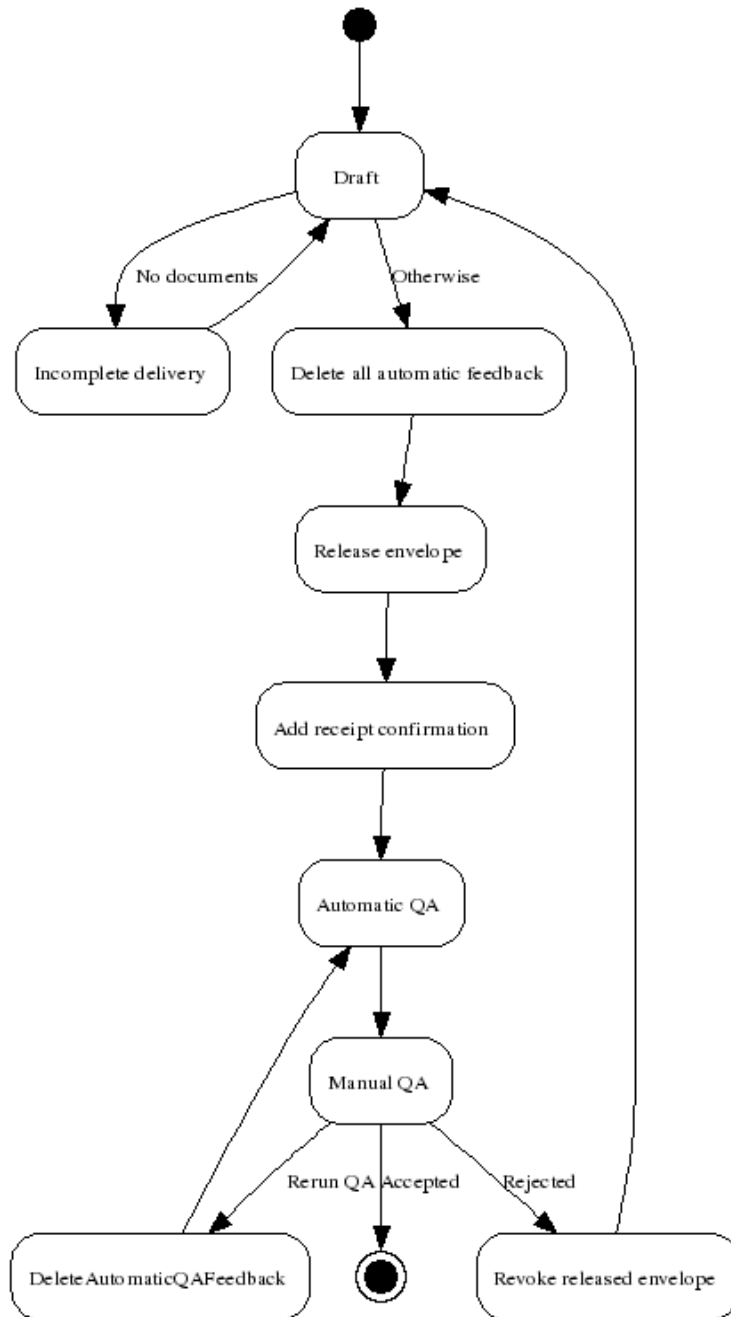 Draft
No documents
Otherwise
Incomplete delivery
Delete all automatic feedback
Release envelope
Add receipt confirmation
Automatic QA
Manual QA
Rerun QA
Accepted
Rejected
DeleteAutomaticQAFeedback
Revoke released envelope